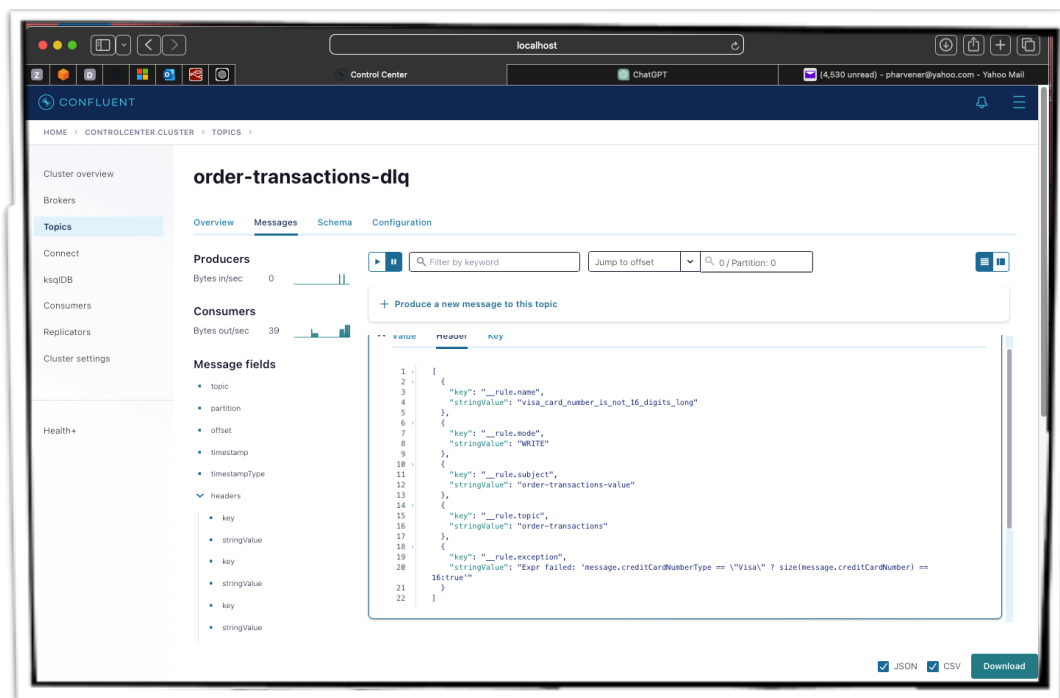 localhost
Control Center
ChatGPT
(4,530 unread) - pharvener@yahoo.com - Yahoo Mail
Z
D
CONFLUENT
HOME > CONTROLCENTER.CLUSTER > TOPICS >
Cluster overview
Brokers
Topics
Connect
ksqlDB
Consumers
Replicators
Cluster settings
Health+
order-transactions-dlq
Overview Messages Schema Configuration
Producers
Bytes in/sec 0
Consumers
Bytes out/sec 39
Message fields
topic
partition
offset
timestamp
timestampType
headers
key
stringValue
key
stringValue
key
stringValue
Filter by keyword
Jump to offset
0 / Partition: 0
+ Produce a new message to this topic
Value Header Key
1 [
2 {
3 "key": "__rule.name",
4 "stringValue": "visa_card_number_is_not_16_digits_long"
5 },
6 {
7 "key": "__rule.mode",
8 "stringValue": "WRITE"
9 },
10 {
11 "key": "__rule.subject",
12 "stringValue": "order-transactions-value"
13 },
14 {
15 "key": "__rule.topic",
16 "stringValue": "order-transactions"
17 },
18 {
19 "key": "__rule.exception",
20 "stringValue": "Expr failed: 'message.creditCardNumberType == \"Visa\" ? size(message.creditCardNumber) ==
16:true'"
21 }
22 ]
JSON CSV Download